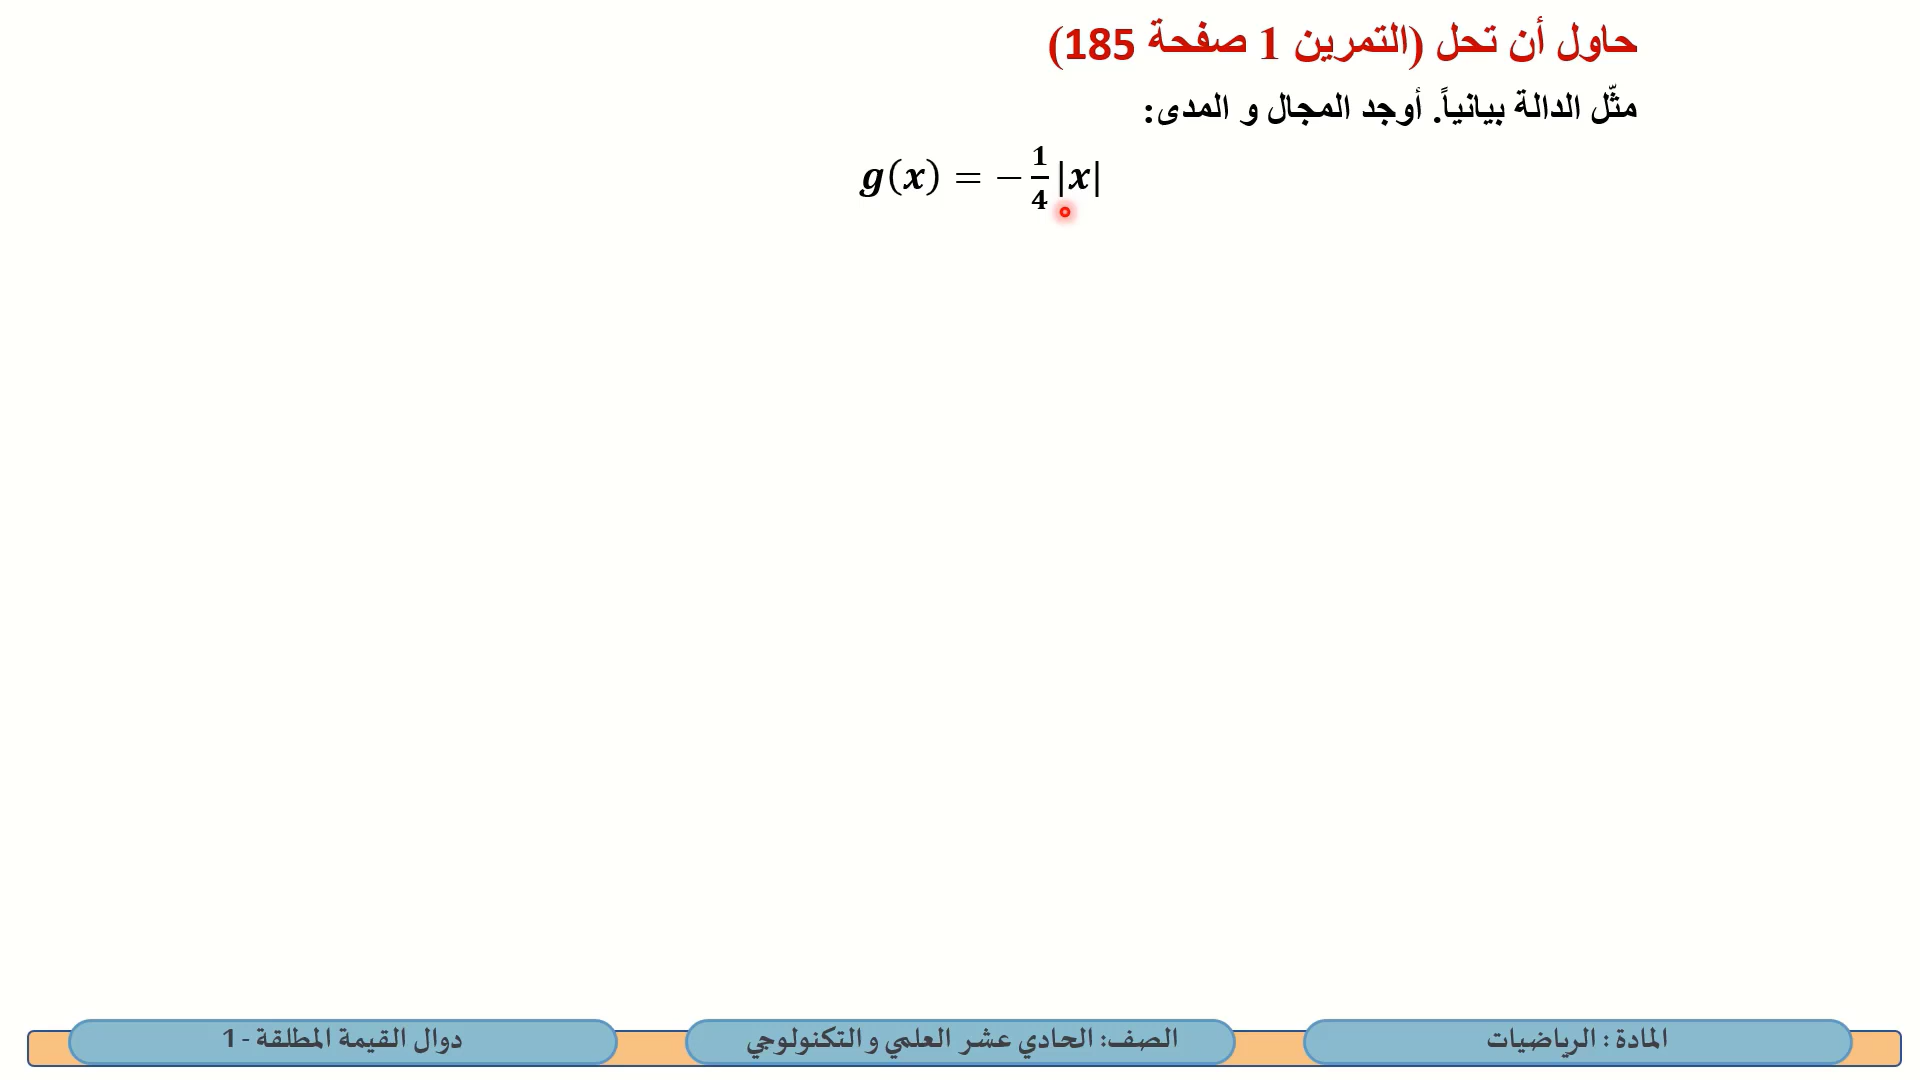 حاول أن تحل (التمرين 1 صفحة 185)
مثّل الدالة بيانياً. أوجد المجال و المدى:
g(x) = −1/4|x|
المادة : الرياضيات
الصف: الحادي عشر العلمي و التكنولوجي
دوال القيمة المطلقة - 1